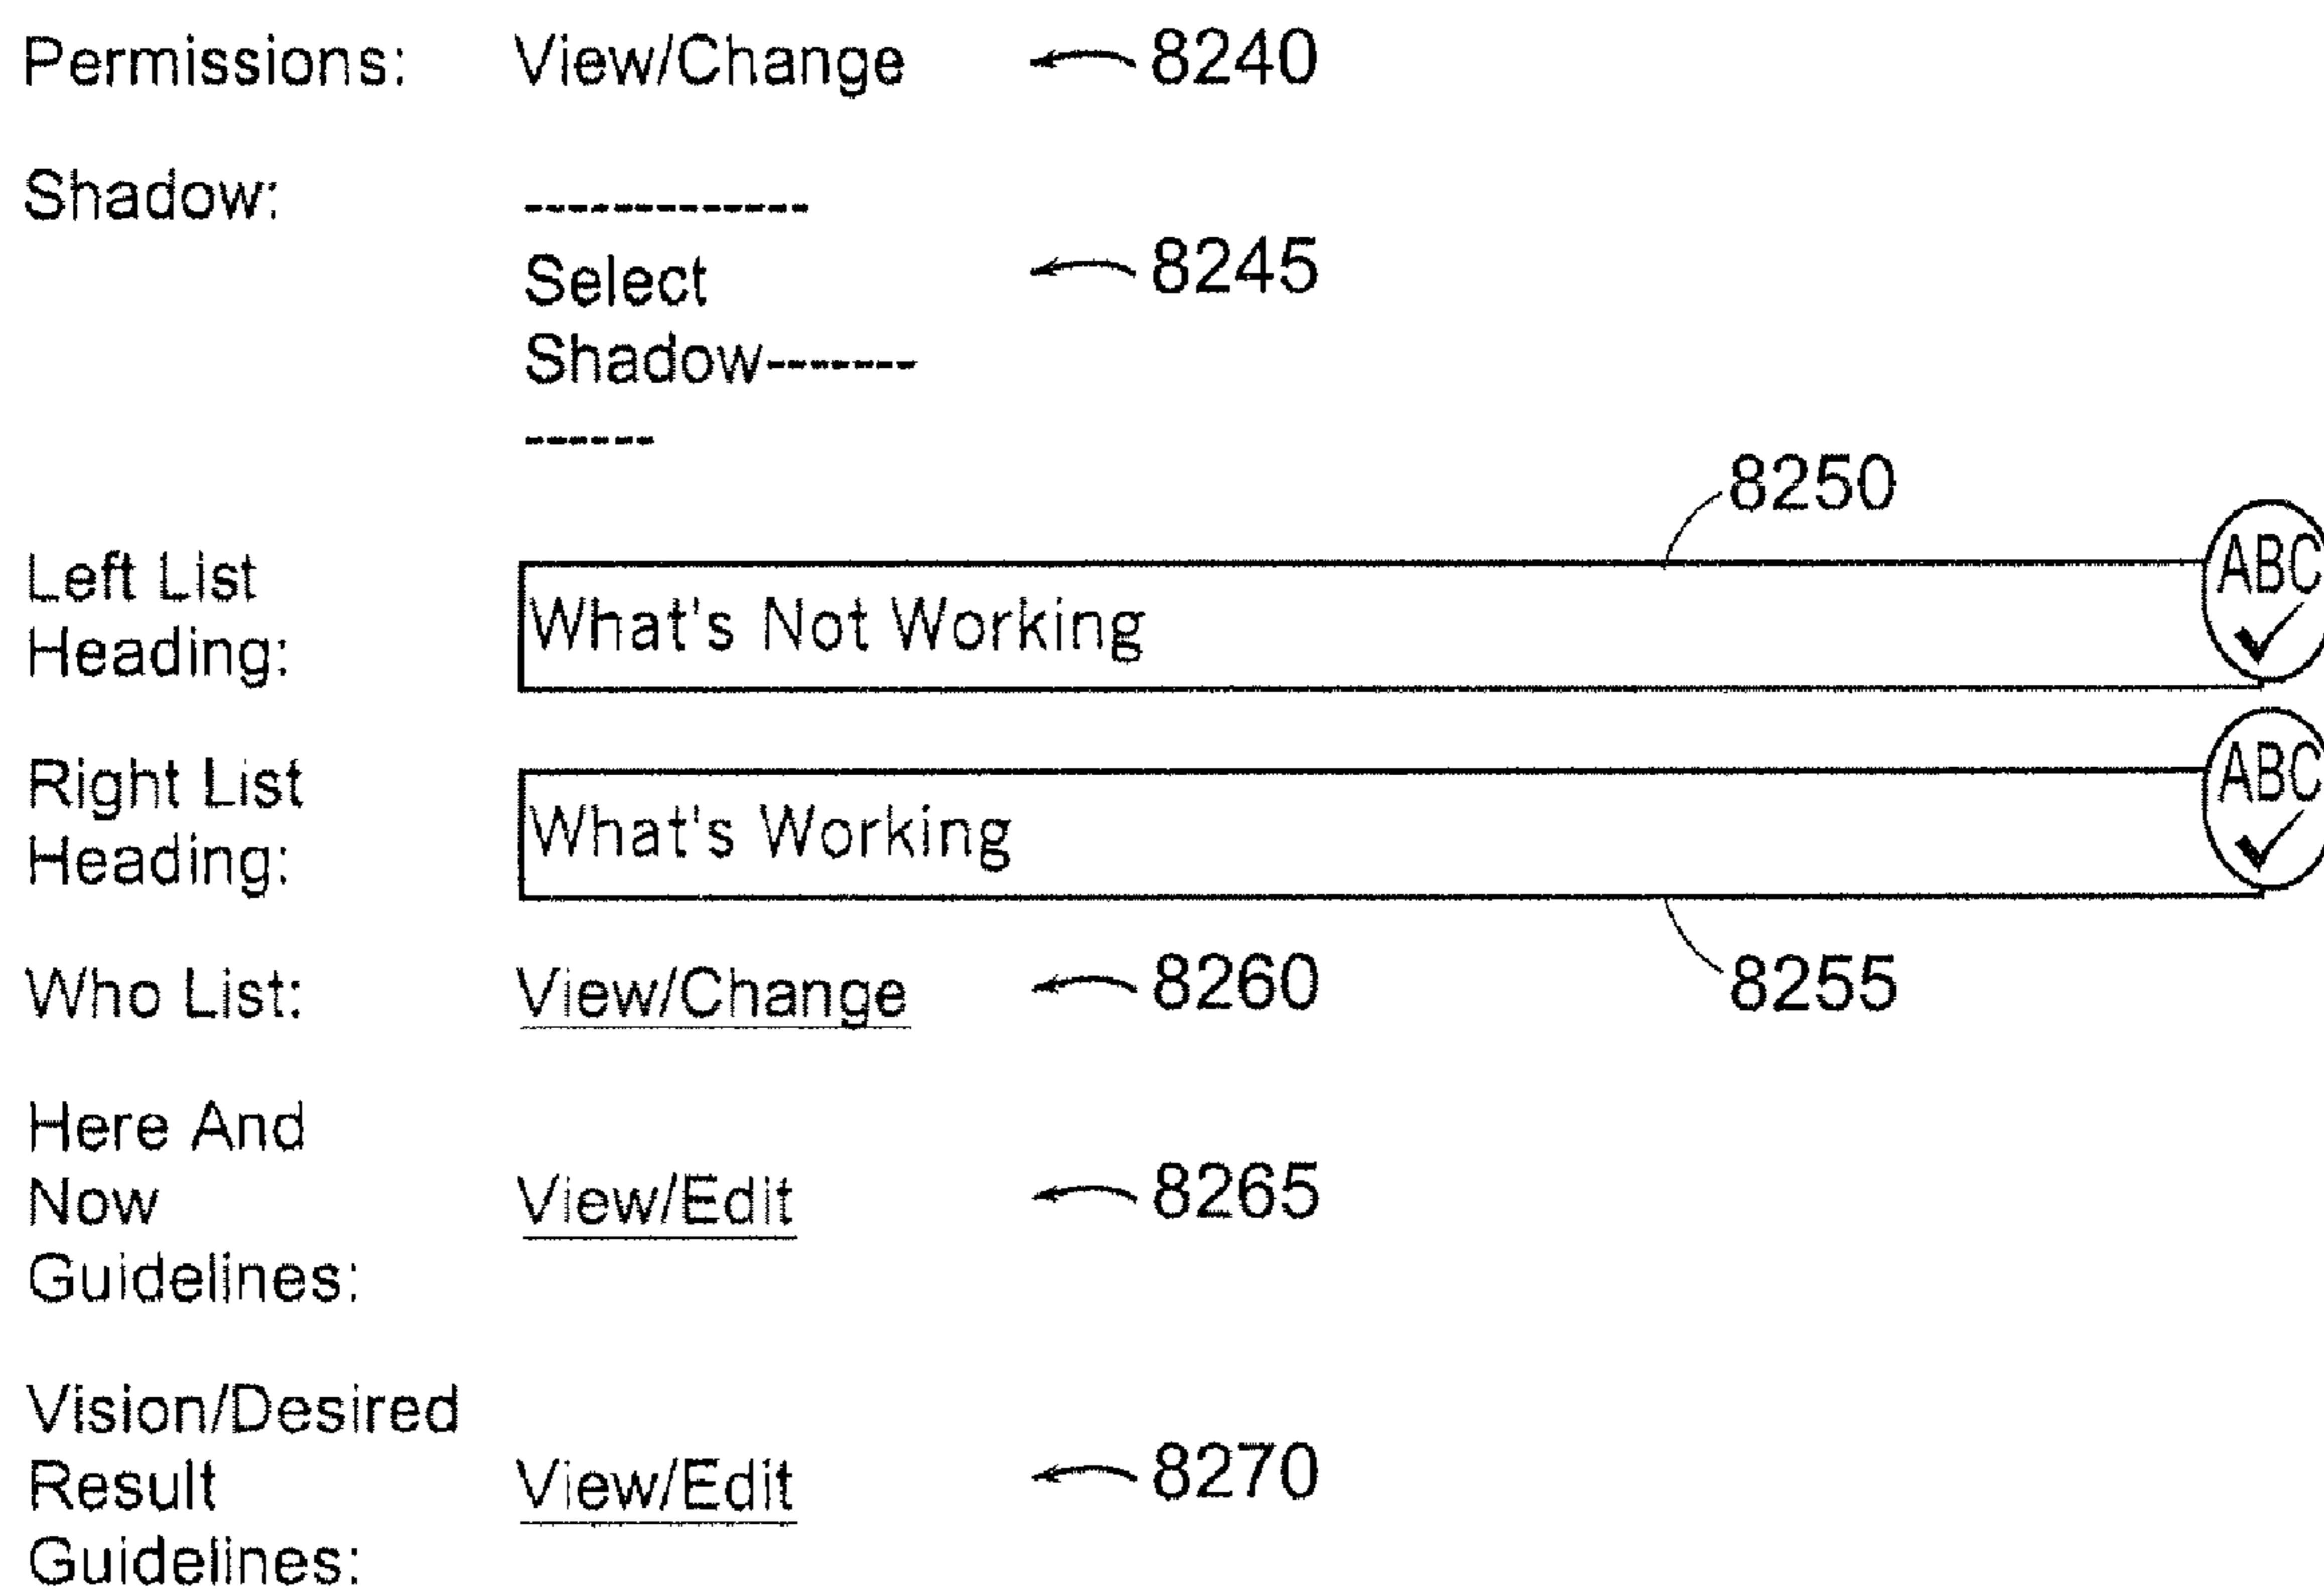 Permissions: View/Change 8240
Shadow: -------------
Select 8245
Shadow-------
------
8250
Left List
Heading:
What's Not Working
ABC
Right List
Heading:
What's Working
ABC
8255
Who List: View/Change 8260
Here And
Now View/Edit 8265
Guidelines:
Vision/Desired
Result View/Edit 8270
Guidelines: